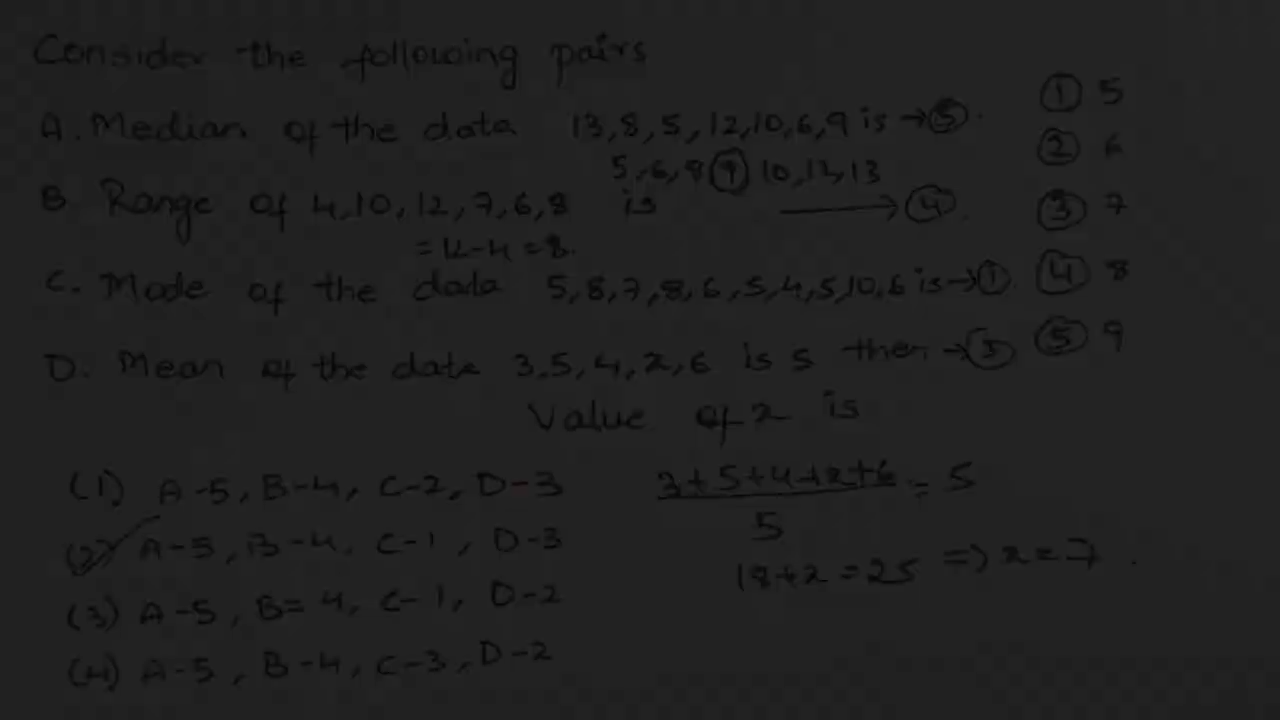 Consider the following pairs
A. Median of the data 13,8,5,12,10,6,9 is → ⑤.
5,6,8 ⑨ 10,12,13
B. Range of 4,10,12,7,6,8 is → ④.
= 12-4 = 8.
C. Mode of the data 5,8,7,8,6,5,4,5,10,6 is → ①.
D. Mean of the data 3,5,4,x,6 is 5 then → ③
Value of x is
① 5
② 6
③ 7
④ 8
⑤ 9
(1) A-5, B-4, C-2, D-3
(2) A-5, B-4, C-1, D-3
(3) A-5, B=4, C-1, D-2
(4) A-5, B-4, C-3, D-2
3+5+4+x+6 = 5
5
18+x = 25 => x = 7.